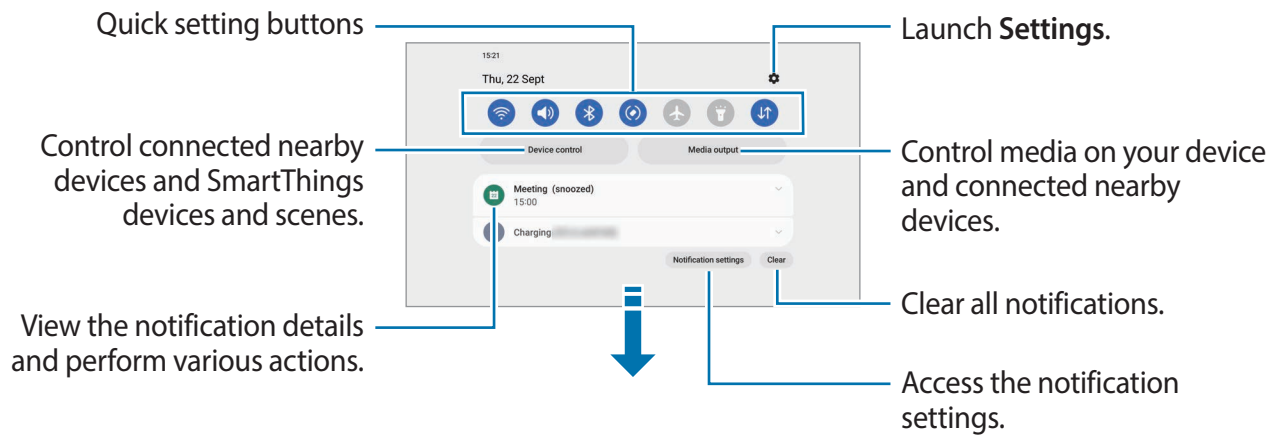 Quick setting buttons
Launch Settings.
15:21
Thu, 22 Sept
Control connected nearby
devices and SmartThings
devices and scenes.
Device control
Media output
Control media on your device
and connected nearby
devices.
Meeting (snoozed)
15:00
Charging
Notification settings
Clear
View the notification details
and perform various actions.
Clear all notifications.
Access the notification
settings.